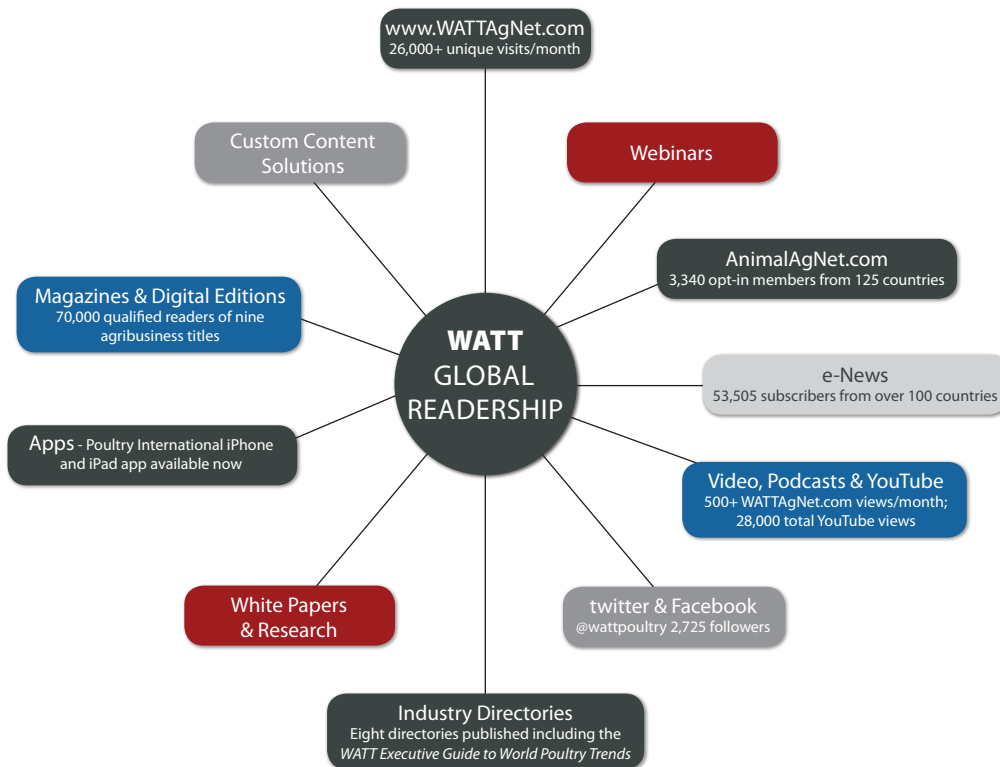 www.WATTAgNet.com
26,000+ unique visits/month
Custom Content
Solutions
Webinars
AnimalAgNet.com
3,340 opt-in members from 125 countries
Magazines & Digital Editions
70,000 qualified readers of nine
agribusiness titles
WATT
GLOBAL
READERSHIP
e-News
53,505 subscribers from over 100 countries
Apps - Poultry International iPhone
and iPad app available now
Video, Podcasts & YouTube
500+ WATTAgNet.com views/month;
28,000 total YouTube views
White Papers
& Research
twitter & Facebook
@wattpoultry 2,725 followers
Industry Directories
Eight directories published including the
WATT Executive Guide to World Poultry Trends